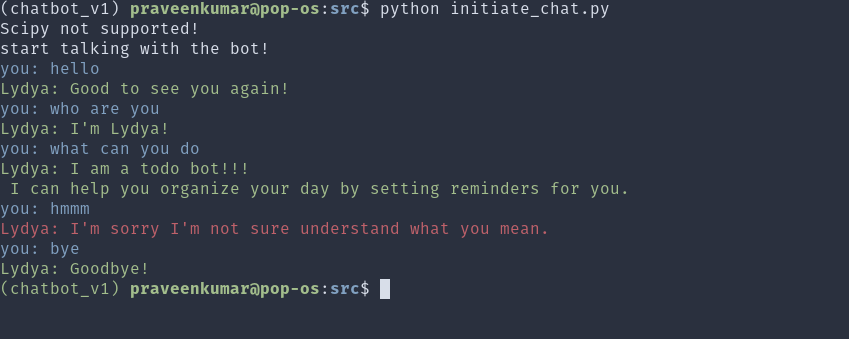 (chatbot_v1) praveenkumar@pop-os:src$ python initiate_chat.py
Scipy not supported!
start talking with the bot!
you: hello
Lydya: Good to see you again!
you: who are you
Lydya: I'm Lydya!
you: what can you do
Lydya: I am a todo bot!!!
 I can help you organize your day by setting reminders for you.
you: hmmm
Lydya: I'm sorry I'm not sure understand what you mean.
you: bye
Lydya: Goodbye!
(chatbot_v1) praveenkumar@pop-os:src$